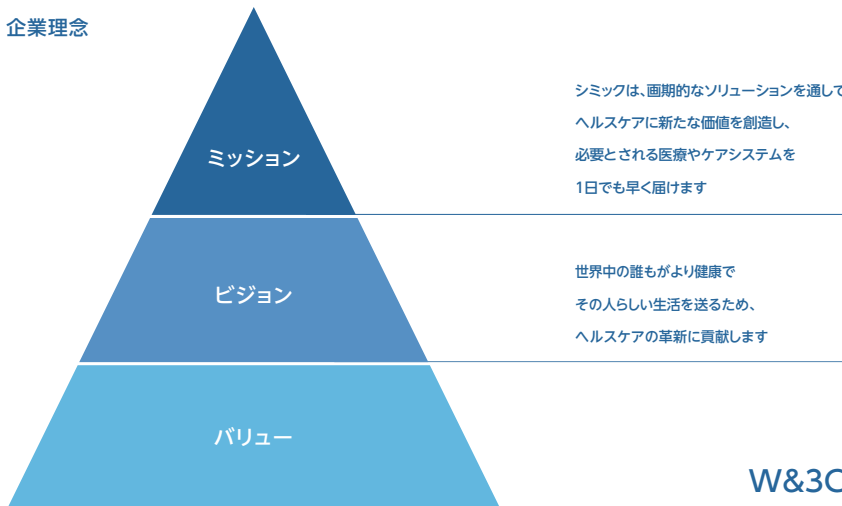 企業理念
ミッション
シミックは、画期的なソリューションを通して
ヘルスケアに新たな価値を創造し、
必要とされる医療やケアシステムを
1日でも早く届けます
ビジョン
世界中の誰もがより健康で
その人らしい生活を送るため、
ヘルスケアの革新に貢献します
バリュー
W&3C